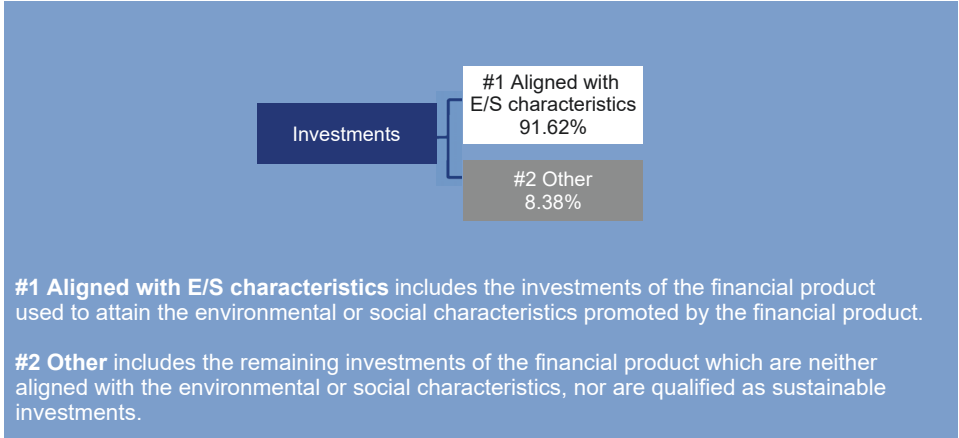 #1 Aligned with
E/S characteristics
91.62%
Investments
#2 Other
8.38%
#1 Aligned with E/S characteristics includes the investments of the financial product
used to attain the environmental or social characteristics promoted by the financial product.
#2 Other includes the remaining investments of the financial product which are neither
aligned with the environmental or social characteristics, nor are qualified as sustainable
investments.